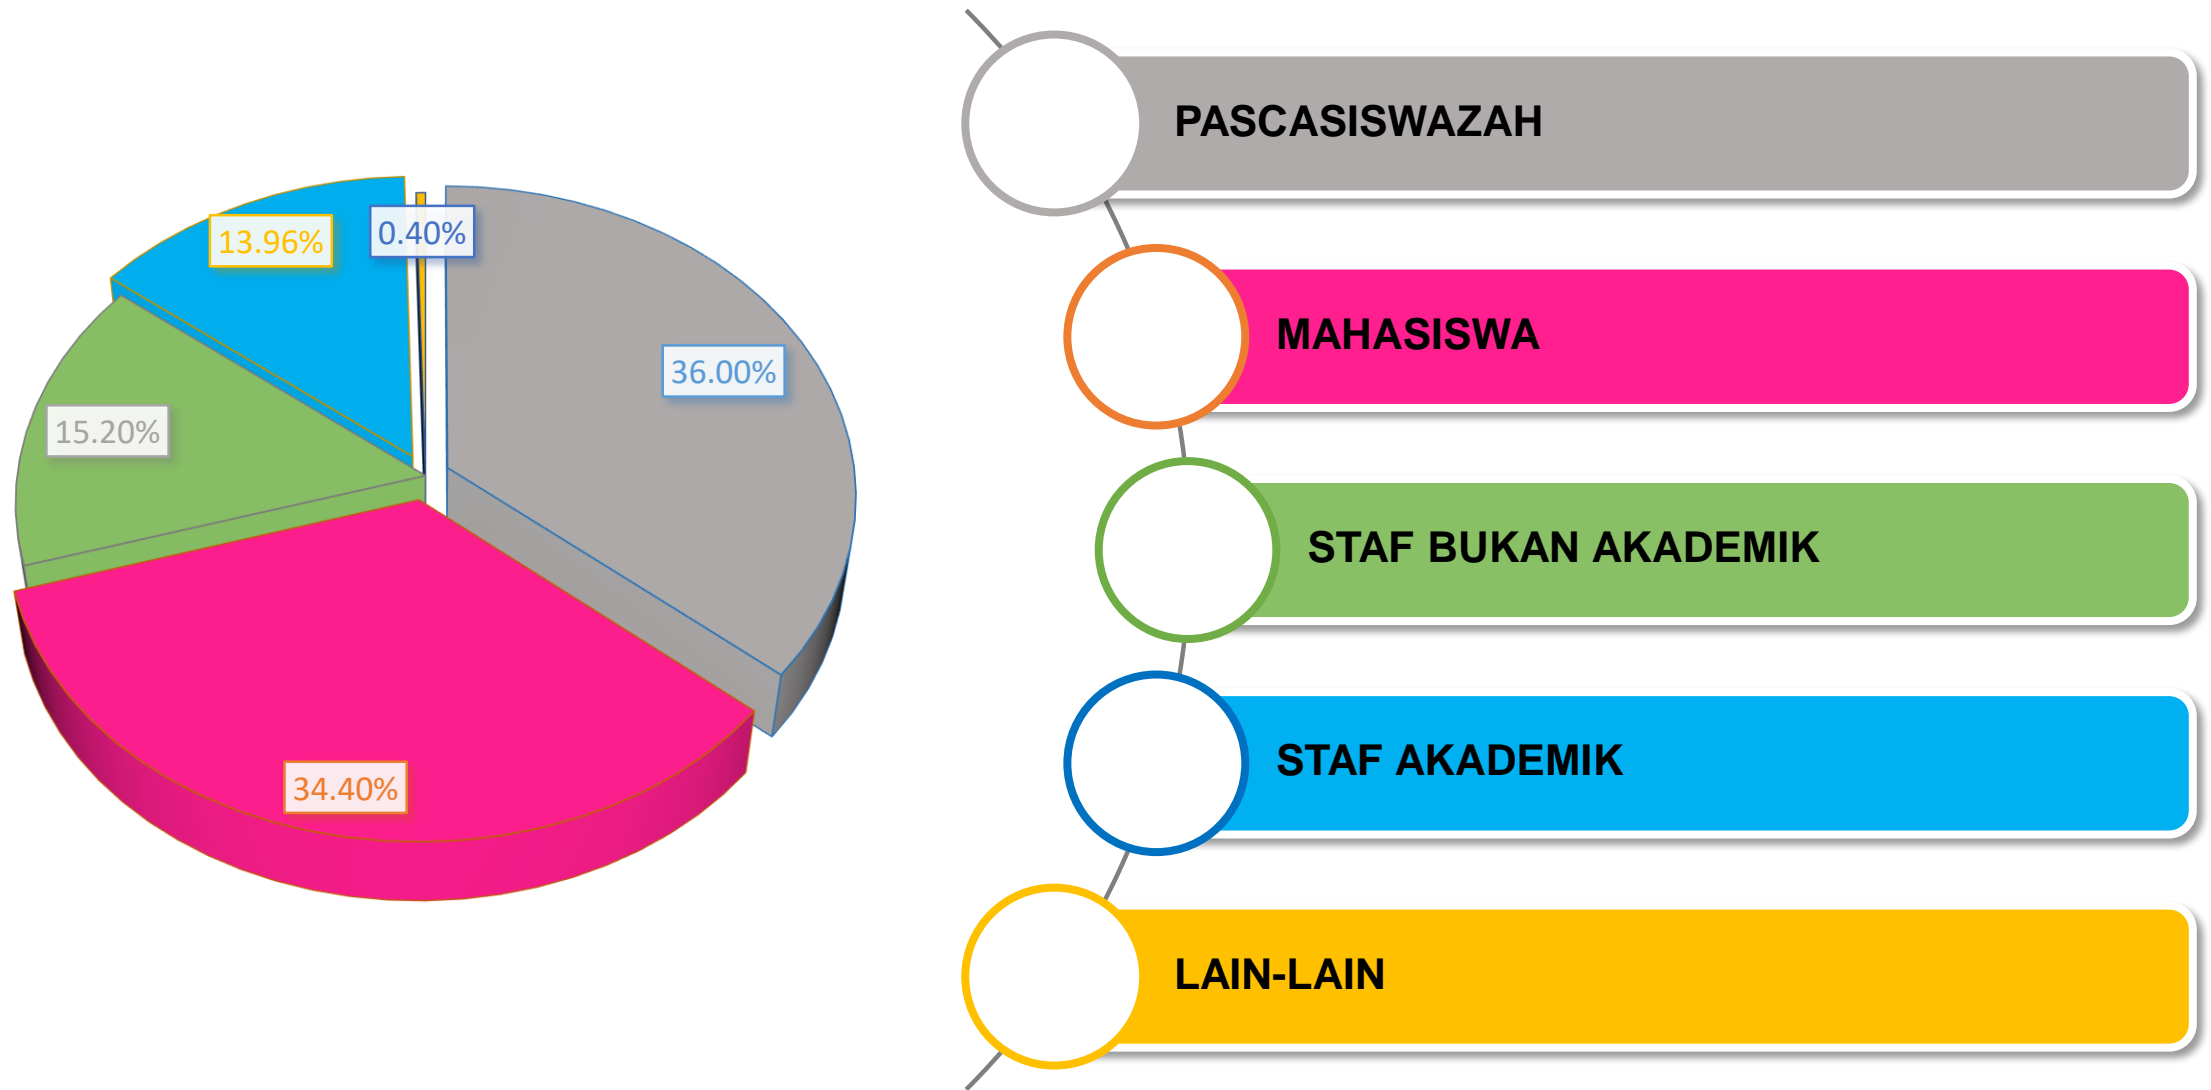 13.96%
0.40%
36.00%
15.20%
34.40%
PASCASISWAZAH
MAHASISWA
STAF BUKAN AKADEMIK
STAF AKADEMIK
LAIN-LAIN